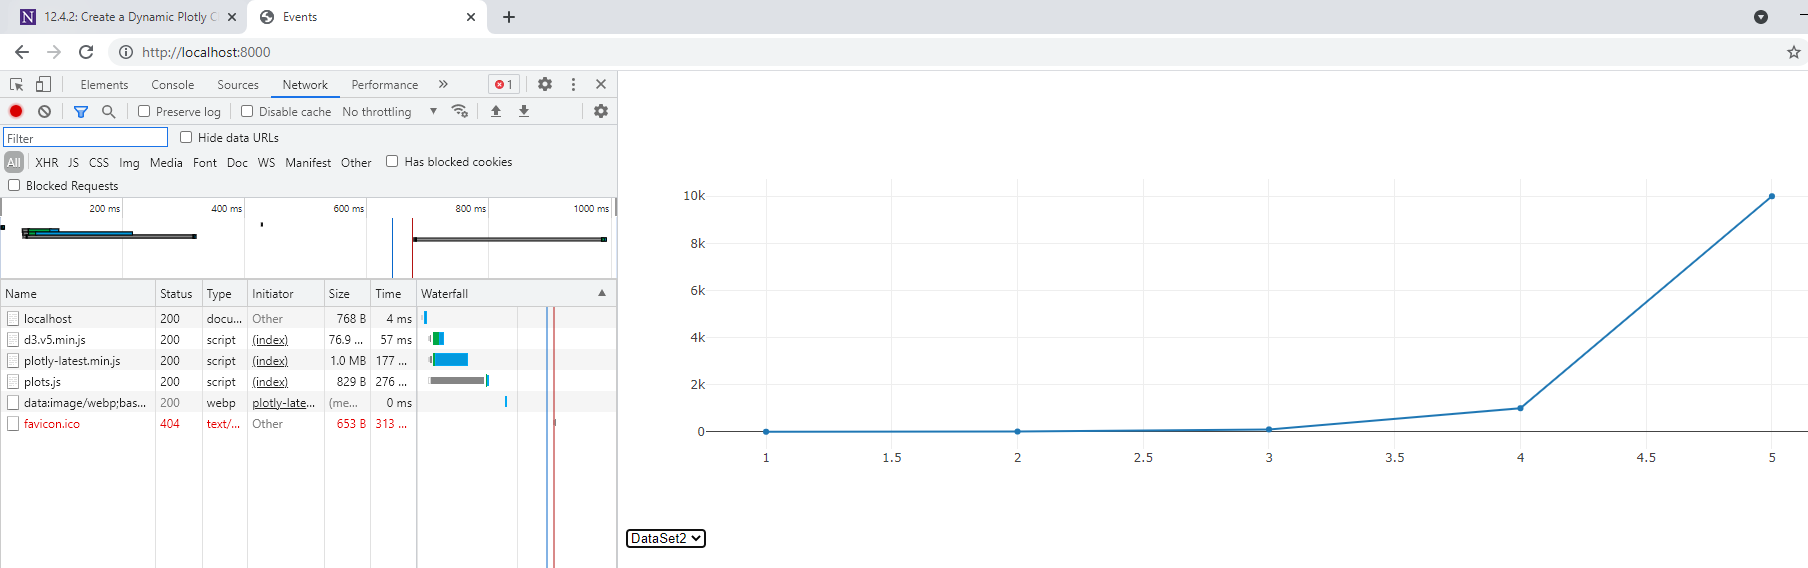 12.4.2: Create a Dynamic Plotly C
Events
http://localhost:8000
Elements Console Sources Network Performance 1
Preserve log Disable cache No throttling
Filter Hide data URLs
All XHR JS CSS Img Media Font Doc WS Manifest Other Has blocked cookies
Blocked Requests
200 ms 400 ms 600 ms 800 ms 1000 ms
Name Status Type Initiator Size Time Waterfall
localhost 200 docu... Other 768 B 4 ms
d3.v5.min.js 200 script (index) 76.9 ... 57 ms
plotly-latest.min.js 200 script (index) 1.0 MB 177 ...
plots.js 200 script (index) 829 B 276 ...
data:image/webp;bas... 200 webp plotly-late... (me... 0 ms
favicon.ico 404 text/... Other 653 B 313 ...
10k
8k
6k
4k
2k
0
1 1.5 2 2.5 3 3.5 4 4.5 5
DataSet2